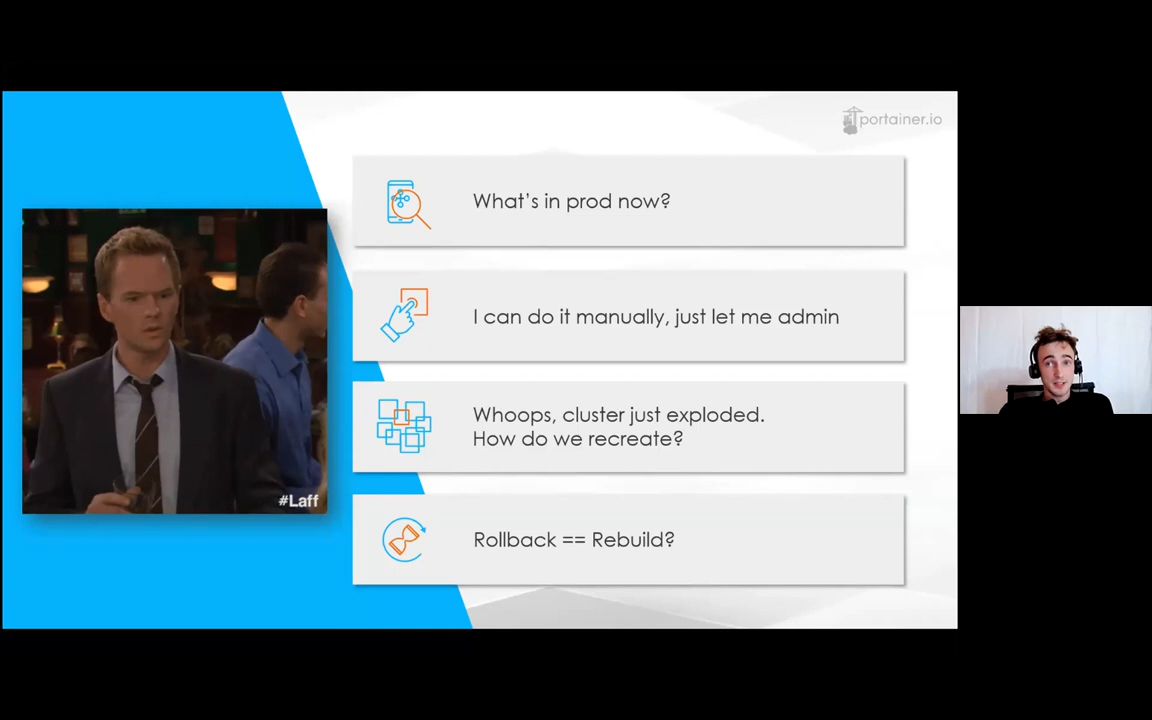 portainer.io
What's in prod now?
I can do it manually, just let me admin
Whoops, cluster just exploded.
How do we recreate?
Rollback == Rebuild?
#Laff